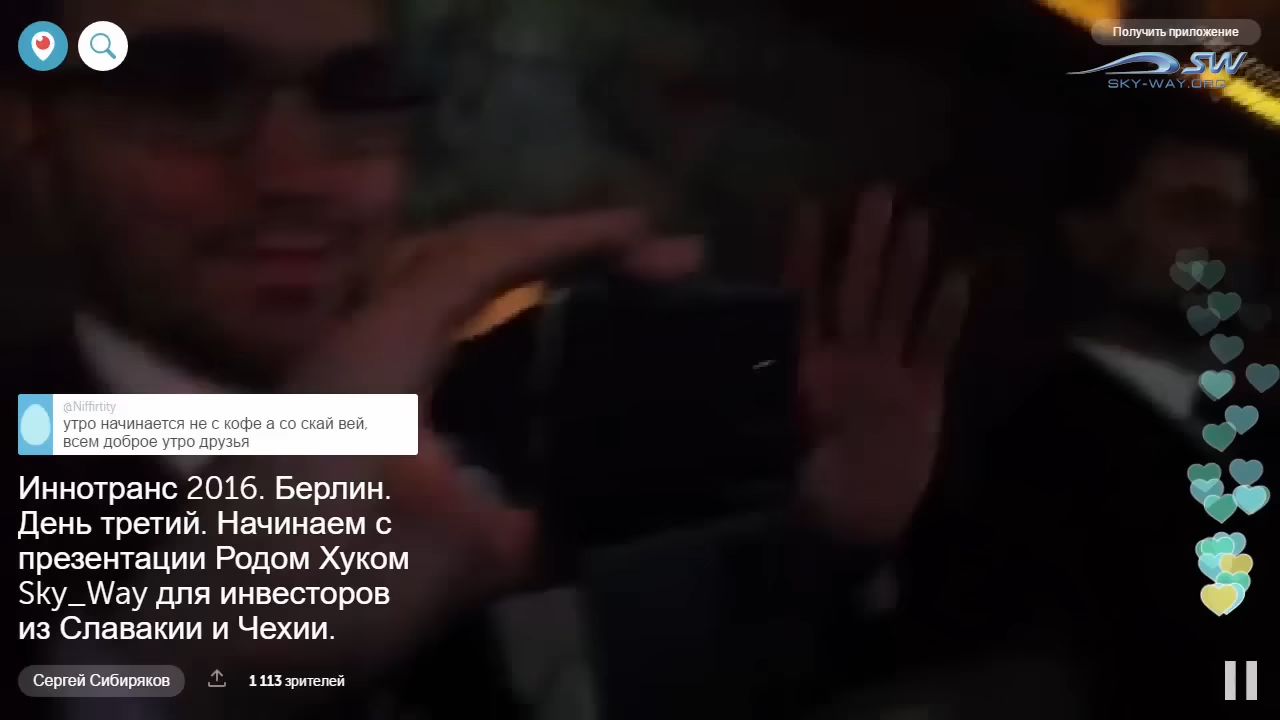 Получить приложение
SW
SKY-WAY.ORG
@Niffirtity
утро начинается не с кофе а со скай вей,
всем доброе утро друзья
Иннотранс 2016. Берлин.
День третий. Начинаем с
презентации Родом Хуком
Sky_Way для инвесторов
из Славакии и Чехии.
Сергей Сибиряков
1 113 зрителей